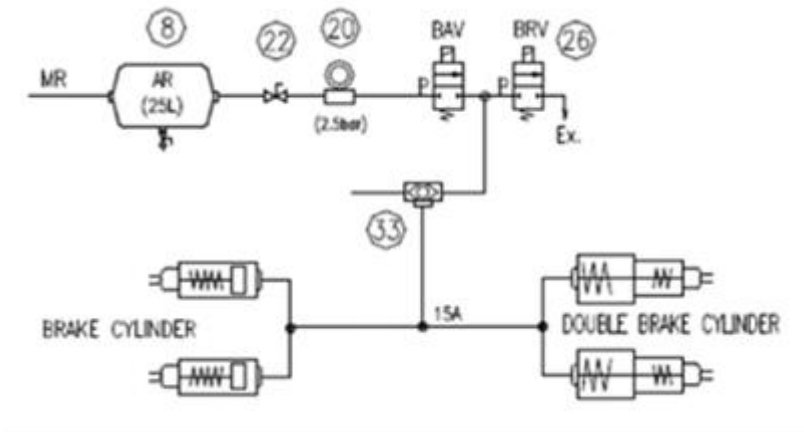 8
22
20
BAV
BRV
26
MR
AR
(25L)
P
P
(2.5bar)
Ex.
33
15A
BRAKE CYLINDER
DOUBLE BRAKE CYLINDER